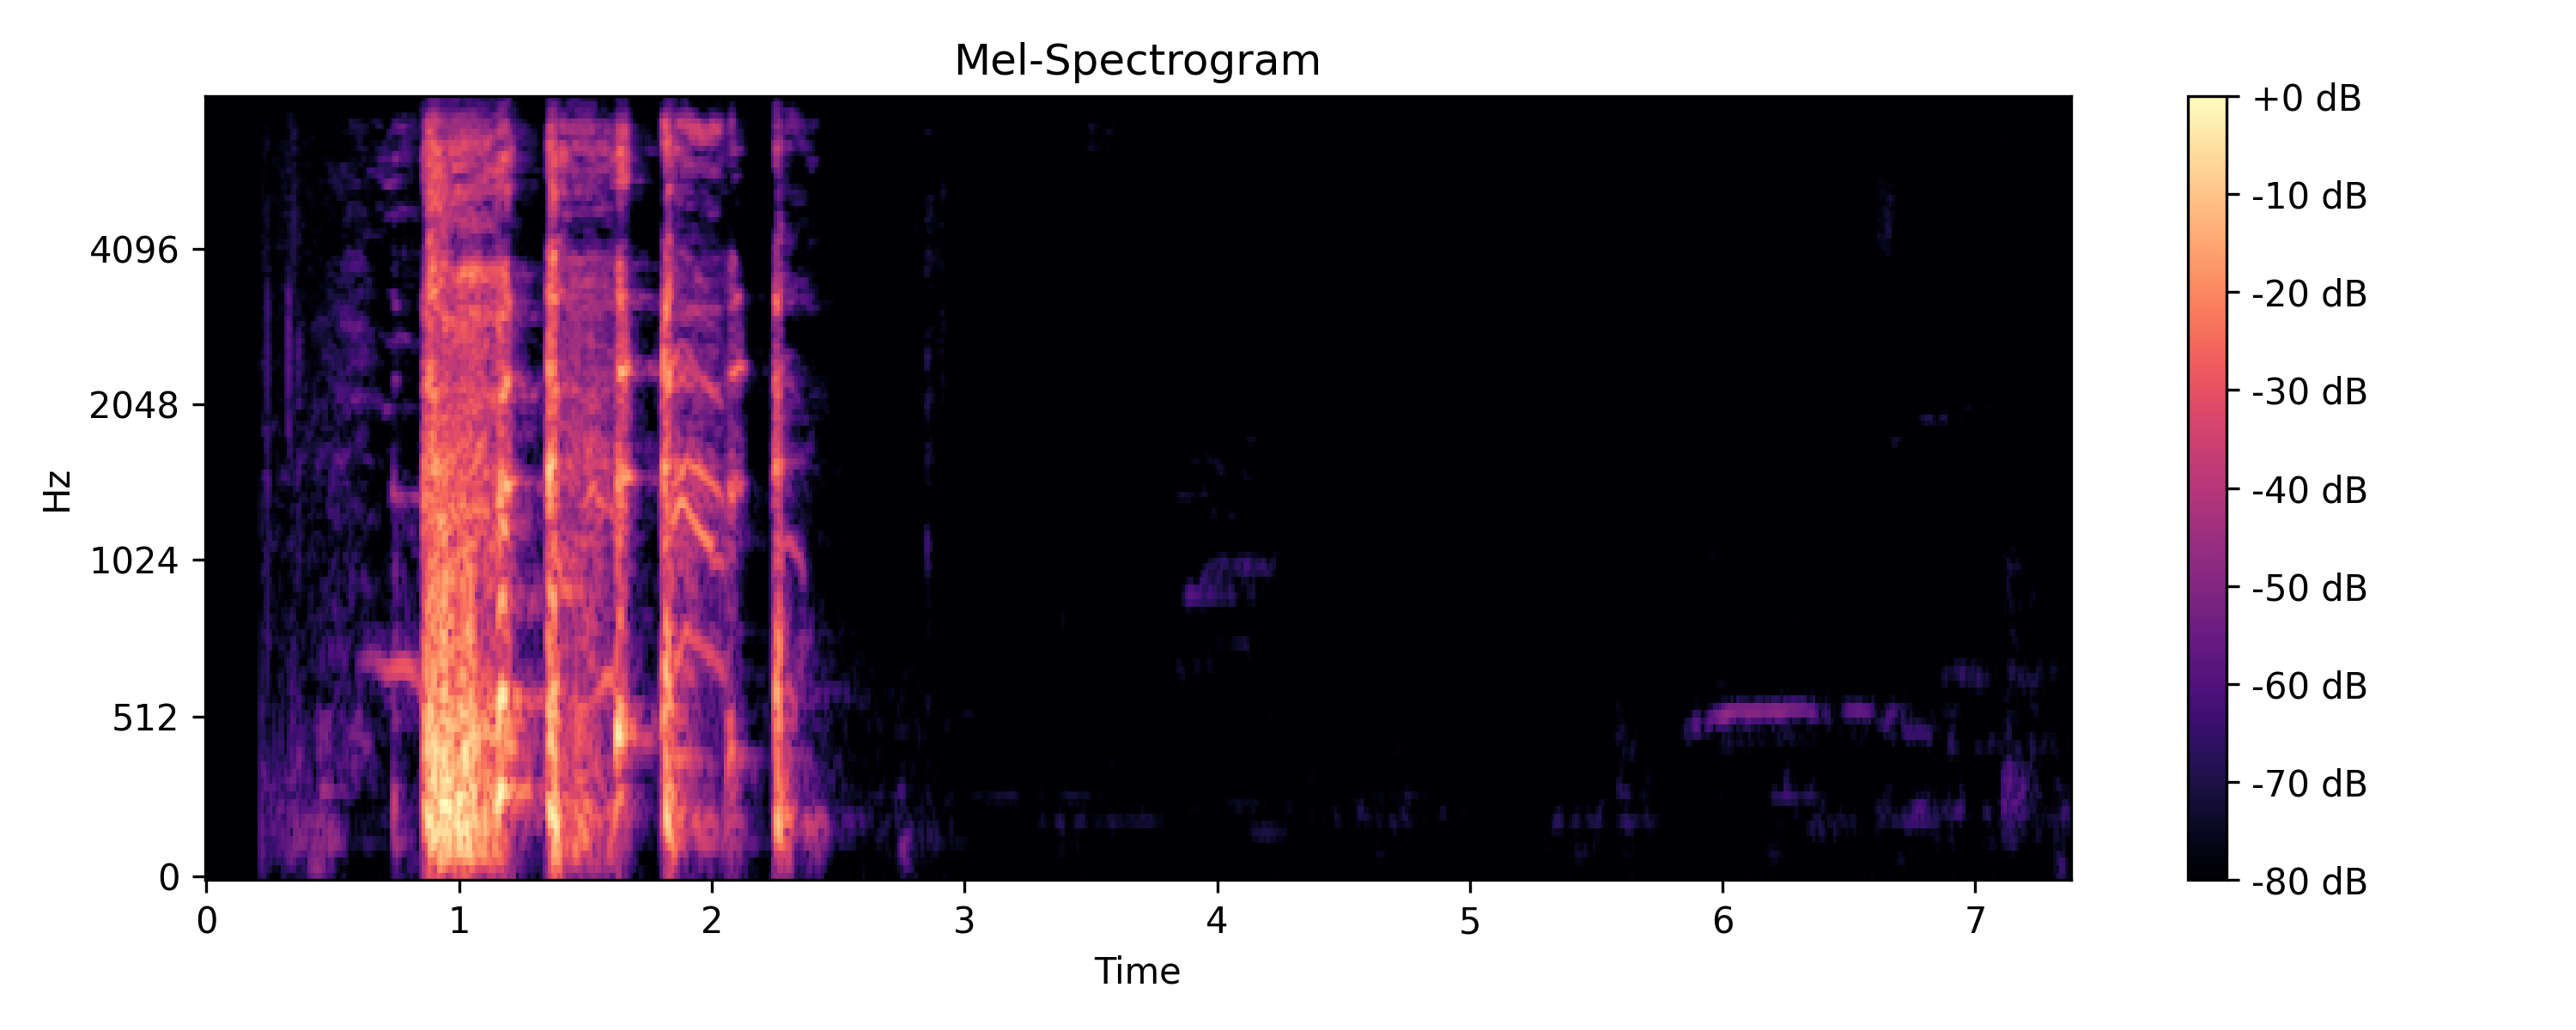 Mel-Spectrogram
+0 dB
-10 dB
-20 dB
-30 dB
-40 dB
-50 dB
-60 dB
-70 dB
-80 dB
Hz
4096
2048
1024
512
0
0 1 2 3 4 5 6 7
Time